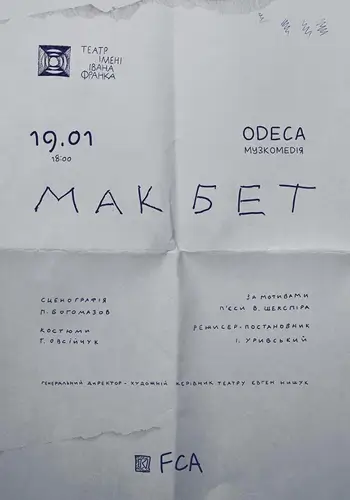 ТЕАТР
ІМЕНІ
ІВАНА
ФРАНКА
19.01
18:00
ОДЕСА
МУЗКОМЕДІЯ
МАКБЕТ
СЦЕНОГРАФІЯ
П. БОГОМАЗОВ
КОСТЮМИ
Т. ОВСІЙЧУК
ЗА МОТИВАМИ
П'ЄСИ В. ШЕКСПІРА
РЕЖИСЕР-ПОСТАНОВНИК
І. УРИВСЬКИЙ
ГЕНЕРАЛЬНИЙ ДИРЕКТОР - ХУДОЖНІЙ КЕРІВНИК ТЕАТРУ ЄВГЕН НИЩУК
FCA